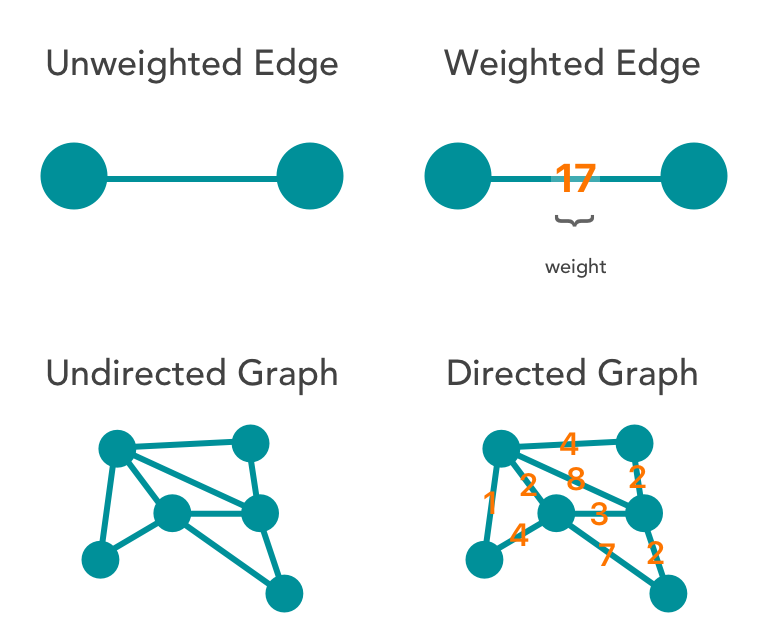 Unweighted Edge
Weighted Edge
17
weight
Undirected Graph
Directed Graph
4
8
2
2
1
3
4
7
2